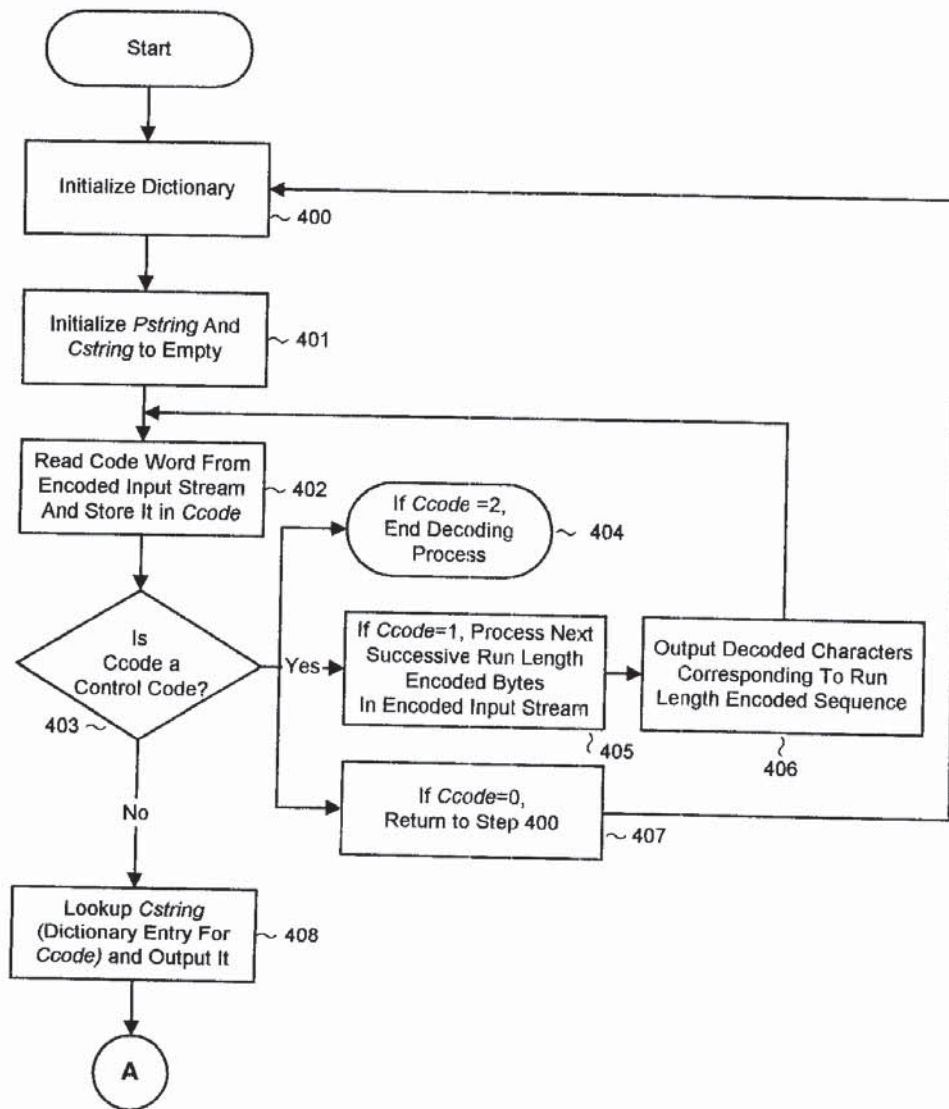 Start
Initialize Dictionary
400
Initialize Pstring And
Cstring to Empty
401
Read Code Word From
Encoded Input Stream
And Store It in Ccode
402
If Ccode =2,
End Decoding
Process
404
Is
Ccode a
Control Code?
403
Yes
If Ccode=1, Process Next
Successive Run Length
Encoded Bytes
In Encoded Input Stream
405
Output Decoded Characters
Corresponding To Run
Length Encoded Sequence
406
If Ccode=0,
Return to Step 400
407
No
Lookup Cstring
(Dictionary Entry For
Ccode) and Output It
408
A